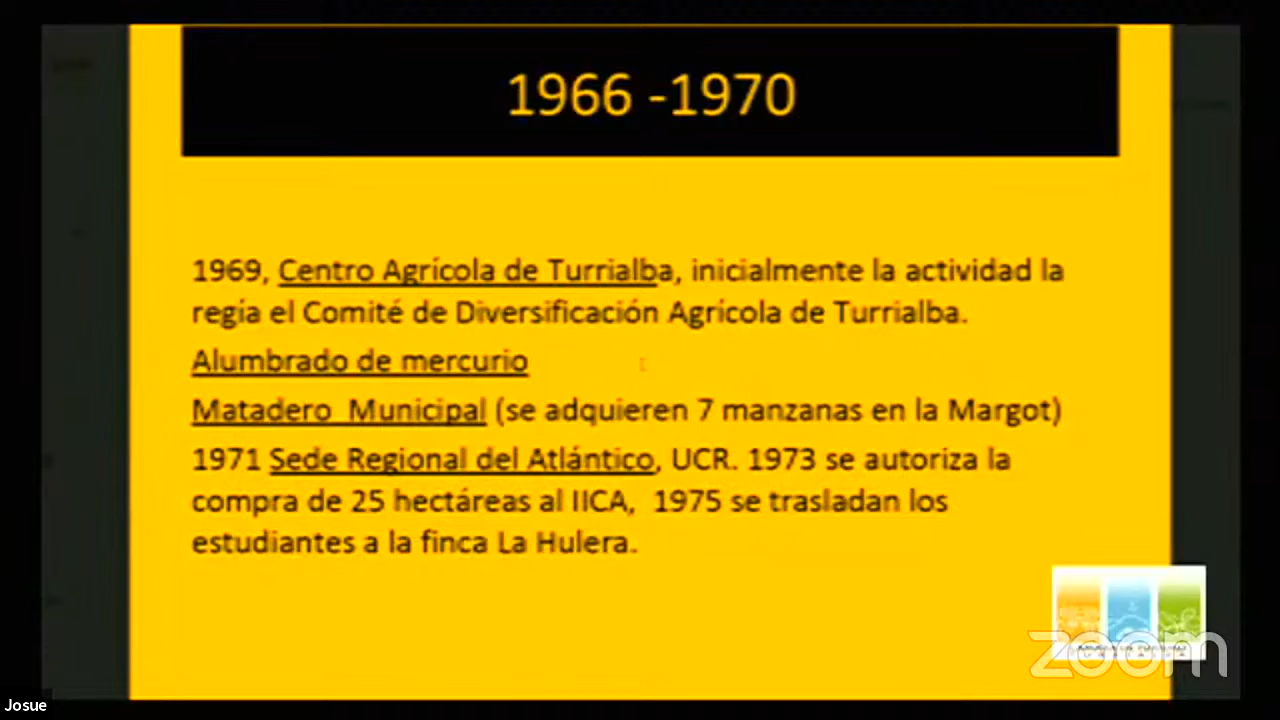 1966 -1970
1969, Centro Agrícola de Turrialba, inicialmente la actividad la
regía el Comité de Diversificación Agrícola de Turrialba.
Alumbrado de mercurio
Matadero Municipal (se adquieren 7 manzanas en la Margot)
1971 Sede Regional del Atlántico, UCR. 1973 se autoriza la
compra de 25 hectáreas al IICA, 1975 se trasladan los
estudiantes a la finca La Hulera.
zoom
Josue